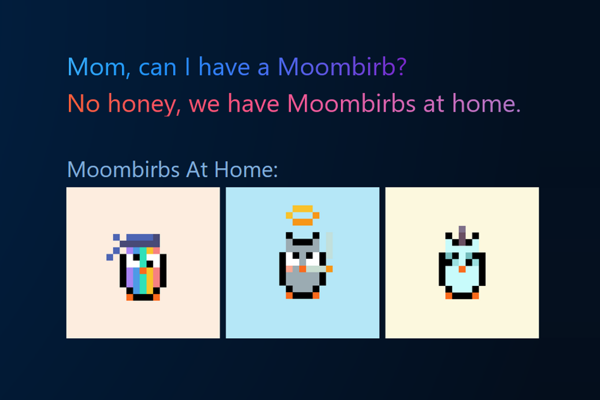 Mom, can I have a Moombirb?
No honey, we have Moombirbs at home.
Moombirbs At Home: